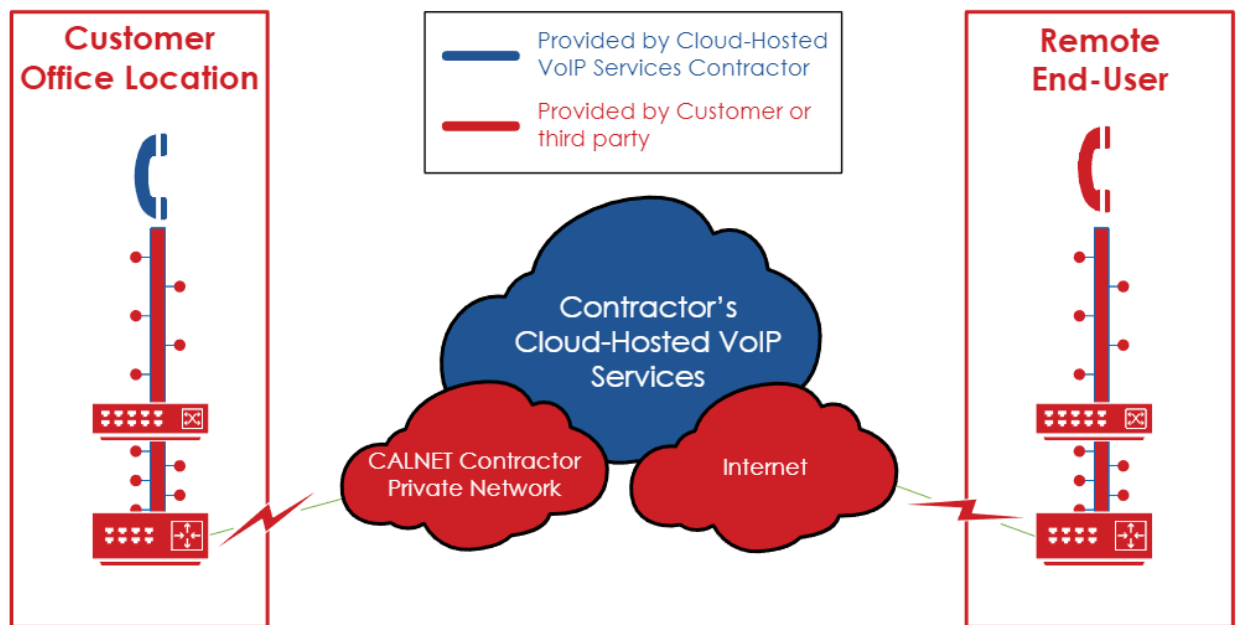 Customer
Office Location
Provided by Cloud-Hosted
VoIP Services Contractor
Provided by Customer or
third party
Remote
End-User
Contractor's
Cloud-Hosted VoIP
Services
CALNET Contractor
Private Network
Internet